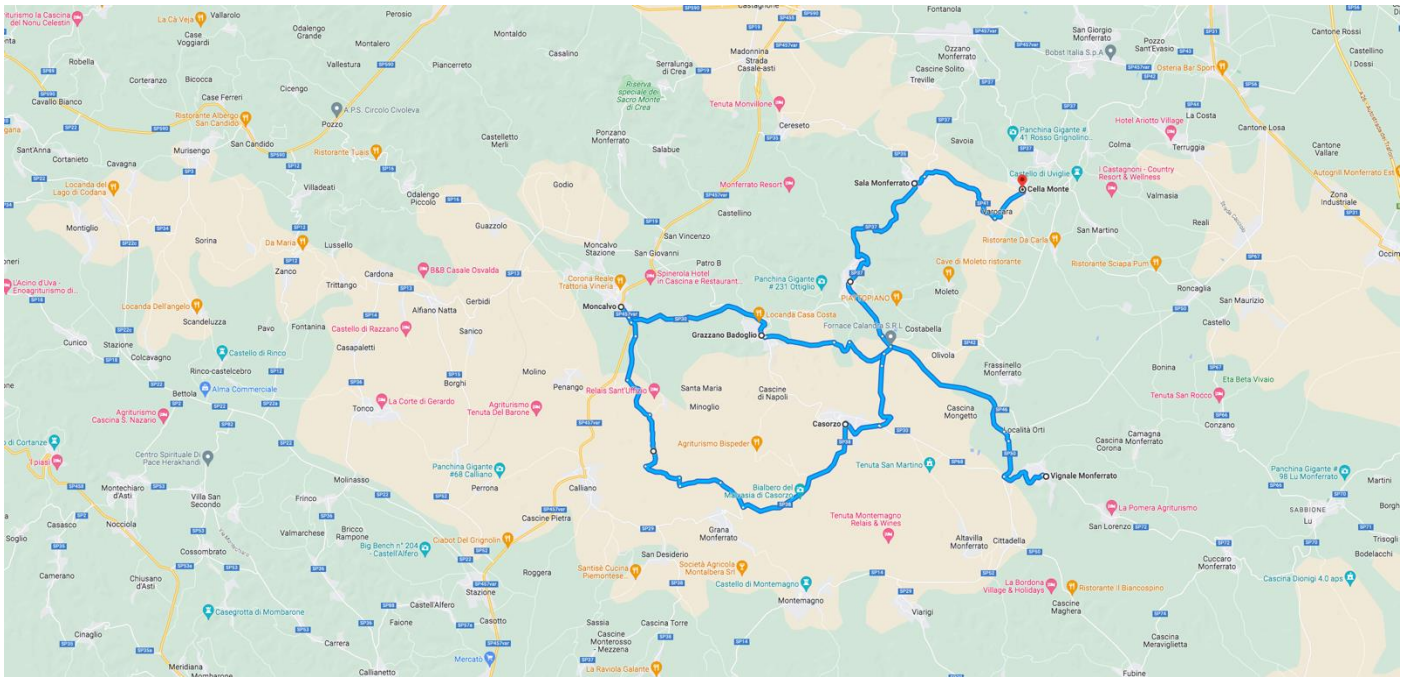 griturismo la Cascina
del Nonu Celestin
La Cà Veja
Vallarolo
Case
Voggiardi
Odalengo
Grande
Perosio
Montalero
Vallestura
Piancerreto
Montaldo
Casalino
Castagnone
Madonnina
Strada
Casale-asti
Serralunga
di Crea
Riserva
speciale del
Sacro Monte
di Crea
Fontanola
Ozzano
Monferrato
Cascine Solito
Treville
San Giorgio
Monferrato
Bobst Italia S.p.A
Pozzo
Sant'Evasio
Osteria Bar Sport
Cantone Rossi
Castellino
I Dossi
Robella
Corteranzo
Bicocca
Cicengo
Case Ferreri
Cavallo Bianco
A.P.S. Circolo Civoleva
Pozzo
Ristorante Albergo
San Candido
San Candido
Murisengo
Sant'Anna
Cortanieto
Cavagna
Ristorante Tuais
Castelletto
Merli
Ponzano
Monferrato
Salabue
Tenuta Monvillone
Cereseto
Savoia
Panchina Gigante #
41 Rosso Grignolino...
La Costa
Hotel Ariotto Village
Colma
Terruggia
Cantone Losa
Cantone
Vallare
Autogrill Monferrato Est
Locanda del
Lago di Codana
Villadeati
Odalengo
Piccolo
Godio
Monferrato Resort
Sala Monferrato
Castello di Uviglie
Cella Monte
I Castagnoni - Country
Resort & Wellness
Valmasia
Zona
Industriale
Montiglio
Sorina
Da Maria
Lussello
Zanco
Guazzolo
Castellino
San Vincenzo
San Giovanni
Moncalvo
Stazione
Patro B
San Martino
Reali
Ristorante Da Carla
Ristorante Sciapa Pum
Occim
L'Acino d'Uva -
Enoagriturismo di...
Cardona
Trittango
B&B Casale Osvalda
Corona Reale
Trattoria Vineria
Spinerola Hotel
in Cascina e Restaurant...
Panchina Gigante
# 231 Ottiglio
Cave di Moleto ristorante
Moleto
PIAттOPIANO
Roncaglia
San Maurizio
Locanda Dell'angelo
Scandeluzza
Pavo
Fontanina
Alfiano Natta
Gerbidi
Moncalvo
Locanda Casa Costa
Fornace Calandra S.R.L
Costabella
Castello
Castello di Razzano
Sanico
Grazzano Badoglio
Cunico
Stazione
Colcavagno
Castello di Rinco
Rinco-castelcebro
Casapaletti
Olivola
Frassinello
Monferrato
Bonina
Eta Beta Vivaio
Bettola
Alma Commerciale
Borghi
Molino
Penango
Relais Sant'Uffizio
Santa Maria
Minoglio
Cascine
di Napoli
Cascina
Mongetto
Tenuta San Rocco
Conzano
Agriturismo
Cascina S. Nazario
La Corte di Gerardo
Tonco
Agriturismo
Tenuta Del Barone
Casorzo
Località Orti
Camagna
Monferrato
Cascina
Corona
o di Cortanze
I piasi
Centro Spirituale Di
Pace Herakhandi
Agriturismo Bispeder
Tenuta San Martino
Vignale Monferrato
Panchina Gigante
#68 Calliano
Perrona
Panchina Gigante #
98 Lu Monferrato
Martini
Montechiaro
d'Asti
Villa San
Secondo
Frinco
Molinasso
Calliano
Bialbero del
Malvasia di Casorzo
La Pomera Agriturismo
San Lorenzo
SABBIONE
Lu
Borgh
Casasco
Nocciola
Valmarchese
Bricco
Rampone
Cascine Pietra
Grana
Monferrato
Tenuta Montemagno
Relais & Wines
Trisogli
Soglio
Cossombrato
Big Bench n° 204
- Castell'Alfero
Ciabot Del Grignolin
San Desiderio
Altavilla
Monferrato
Cittadella
Cuccaro
Monferrato
Bodelacchi
Camerano
Chiusano
d'Asti
Roggera
Santisè Cucina
Piemontese...
Società Agricola
Montalbera Srl
Castello di Montemagno
Montemagno
La Bordona
Village & Holidays
Ristorante Il Biancospino
Cascina Dionigi 4.0 aps
Casegrotta di Mombarone
Castell'Alfero
Stazione
Viarigi
Cascine
Maghera
Cinaglio
Carrera
Faione
Casotto
Sassia
Cascine
Monterosso
- Mezzena
Cascina Torre
Cascina
Meraviglietta
Meridiana
Mombarone
Callianetto
Mercatò
La Raviola Galante
Fubine